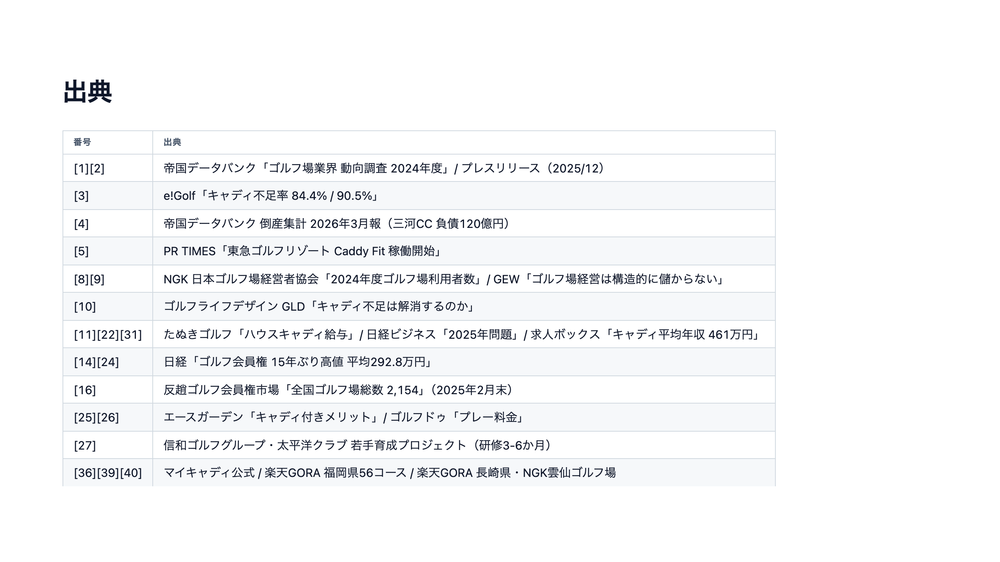 出典
番号 出典
[1][2] 帝国データバンク「ゴルフ場業界 動向調査 2024年度」/ プレスリリース（2025/12）
[3] e!Golf「キャディ不足率 84.4% / 90.5%」
[4] 帝国データバンク 倒産集計 2026年3月報（三河CC 負債120億円）
[5] PR TIMES「東急ゴルフリゾート Caddy Fit 稼働開始」
[8][9] NGK 日本ゴルフ場経営者協会「2024年度ゴルフ場利用者数」/ GEW「ゴルフ場経営は構造的に儲からない」
[10] ゴルフライフデザイン GLD「キャディ不足は解消するのか」
[11][22][31] たぬきゴルフ「ハウスキャディ給与」/ 日経ビジネス「2025年問題」/ 求人ボックス「キャディ平均年収 461万円」
[14][24] 日経「ゴルフ会員権 15年ぶり高値 平均292.8万円」
[16] 反趙ゴルフ会員権市場「全国ゴルフ場総数 2,154」（2025年2月末）
[25][26] エースガーデン「キャディ付きメリット」/ ゴルフドゥ「プレー料金」
[27] 信和ゴルフグループ・太平洋クラブ 若手育成プロジェクト（研修3-6か月）
[36][39][40] マイキャディ公式 / 楽天GORA 福岡県56コース / 楽天GORA 長崎県・NGK雲仙ゴルフ場